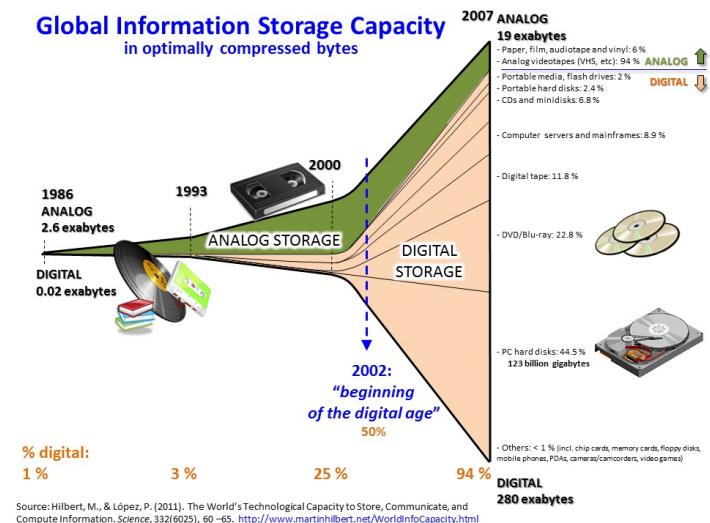 Global Information Storage Capacity
in optimally compressed bytes
2007 ANALOG
19 exabytes
- Paper, film, audiotape and vinyl: 6 %
- Analog videotapes (VHS, etc): 94 %
ANALOG
- Portable media, flash drives: 2 %
DIGITAL
- Portable hard disks: 2.4 %
- CDs and minidisks: 6.8 %
- Computer servers and mainframes: 8.9 %
- Digital tape: 11.8 %
- DVD/Blu-ray: 22.8 %
- PC hard disks: 44.5 %
123 billion gigabytes
- Others: < 1 % (incl. chip cards, memory cards, floppy disks,
mobile phones, PDAs, cameras/camcorders, video games)
DIGITAL
280 exabytes
1986
ANALOG
2.6 exabytes
DIGITAL
0.02 exabytes
1993
2000
ANALOG STORAGE
DIGITAL
STORAGE
2002:
“beginning
of the digital age”
50%
% digital:
1 %
3 %
25 %
94 %
Source: Hilbert, M., & López, P. (2011). The World’s Technological Capacity to Store, Communicate, and
Compute Information. Science, 332(6025), 60 –65. http://www.martinhilbert.net/WorldInfoCapacity.html